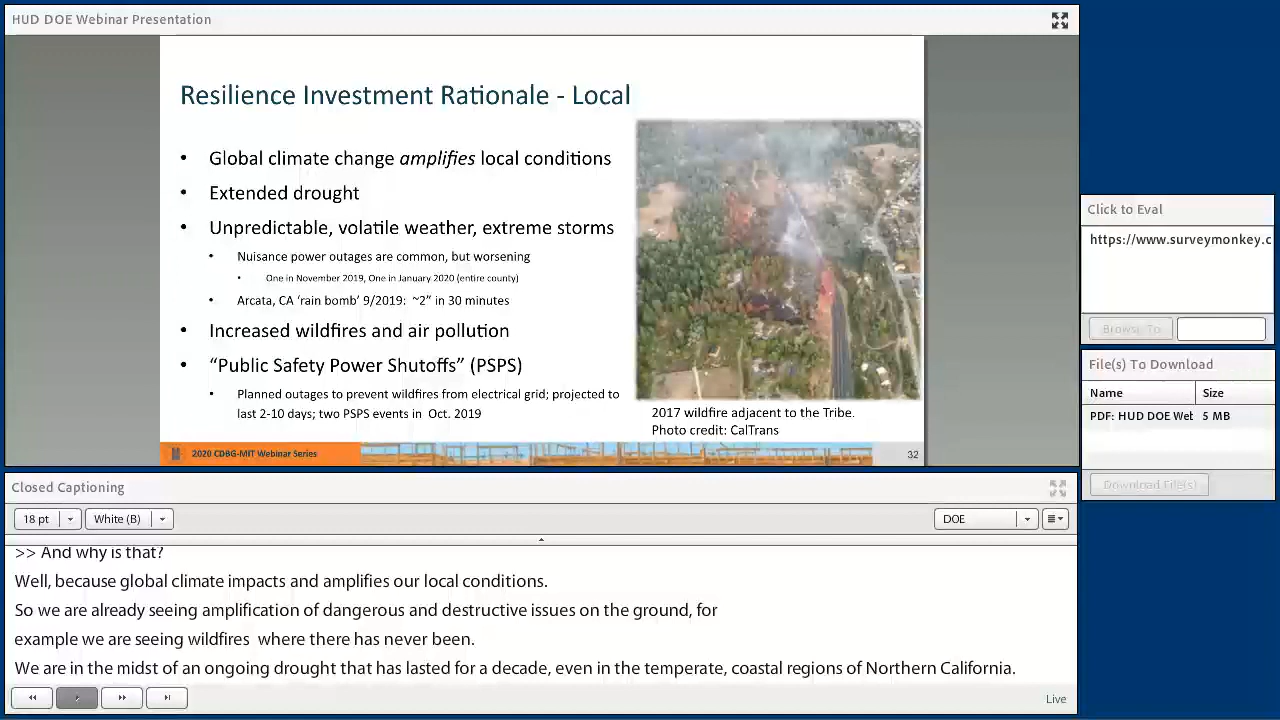 HUD DOE Webinar Presentation
Resilience Investment Rationale - Local
• Global climate change amplifies local conditions
• Extended drought
• Unpredictable, volatile weather, extreme storms
• Nuisance power outages are common, but worsening
• One in November 2019, One in January 2020 (entire county)
• Arcata, CA ‘rain bomb’ 9/2019: ~2” in 30 minutes
• Increased wildfires and air pollution
• “Public Safety Power Shutoffs” (PSPS)
• Planned outages to prevent wildfires from electrical grid; projected to
last 2-10 days; two PSPS events in Oct. 2019
2017 wildfire adjacent to the Tribe.
Photo credit: CalTrans
2020 CDBG-MIT Webinar Series
32
Click to Eval
https://www.surveymonkey.c
Browse To
File(s) To Download
Name Size
PDF: HUD DOE Wet 5 MB
Download File(s)
Closed Captioning
18 pt White (B) DOE
>> And why is that?
Well, because global climate impacts and amplifies our local conditions.
So we are already seeing amplification of dangerous and destructive issues on the ground, for
example we are seeing wildfires where there has never been.
We are in the midst of an ongoing drought that has lasted for a decade, even in the temperate, coastal regions of Northern California.
Live